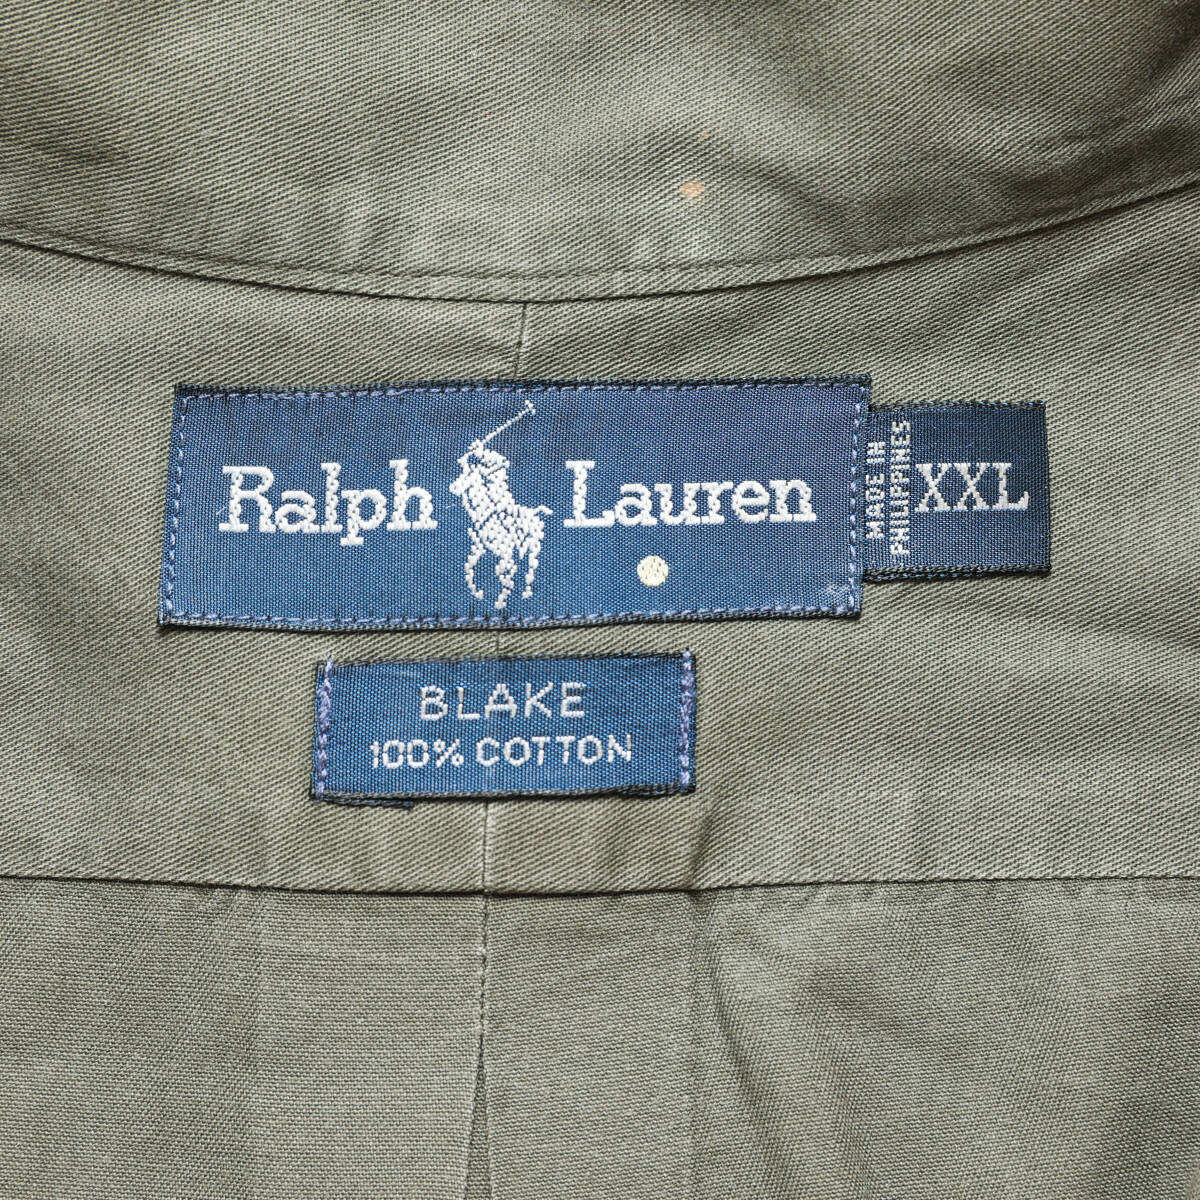 Ralph Lauren
MADE IN
PHILIPPINES
XXL
BLAKE
100% COTTON